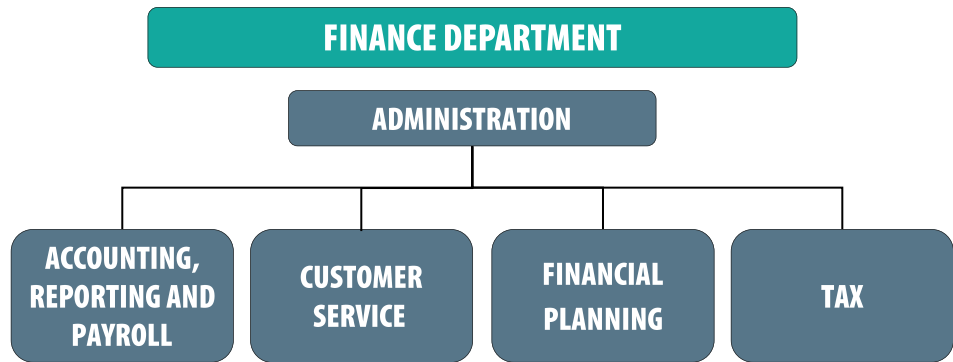 FINANCE DEPARTMENT
ADMINISTRATION
ACCOUNTING,
REPORTING AND
PAYROLL
CUSTOMER
SERVICE
FINANCIAL
PLANNING
TAX